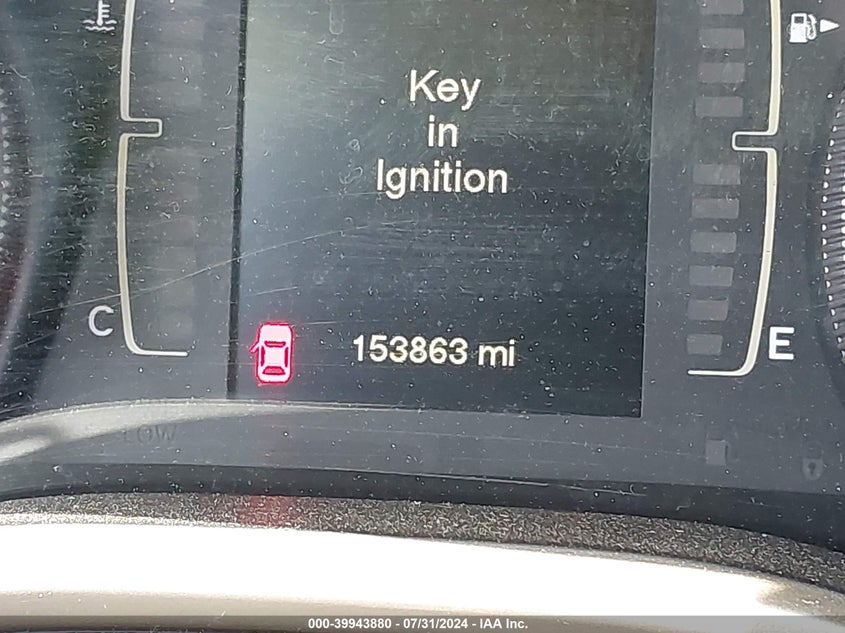 Key
in
Ignition
C
E
153863 mi
LOW
000-39943880 - 07/31/2024 - IAA Inc.